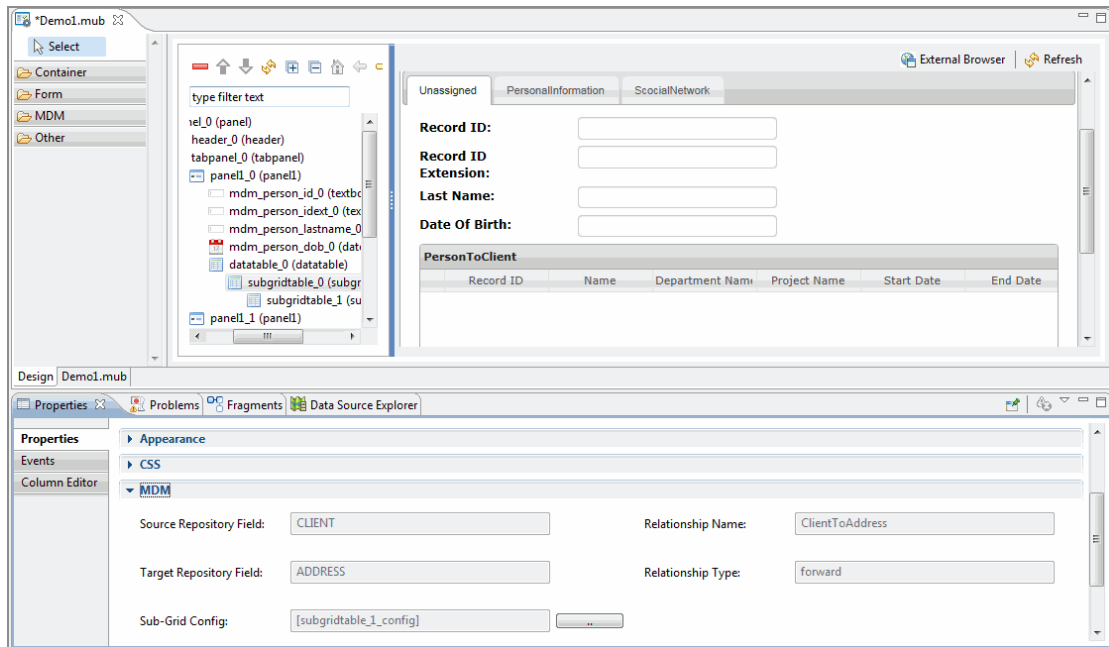 *Demo1.mub
Select
Container
Form
MDM
Other
type filter text
nel_0 (panel)
header_0 (header)
tabpanel_0 (tabpanel)
panel1_0 (panel1)
mdm_person_id_0 (textbo
mdm_person_idext_0 (tex
mdm_person_lastname_0
mdm_person_dob_0 (date
datatable_0 (datatable)
subgridtable_0 (subgr
subgridtable_1 (su
panel1_1 (panel1)
External Browser
Refresh
Unassigned PersonalInformation ScocialNetwork
Record ID:
Record ID
Extension:
Last Name:
Date Of Birth:
PersonToClient
Record ID Name Department Name Project Name Start Date End Date
Design Demo1.mub
Properties Problems Fragments Data Source Explorer
Properties
Events
Column Editor
Appearance
CSS
MDM
Source Repository Field: CLIENT Relationship Name: ClientToAddress
Target Repository Field: ADDRESS Relationship Type: forward
Sub-Grid Config: [subgridtable_1_config] ..